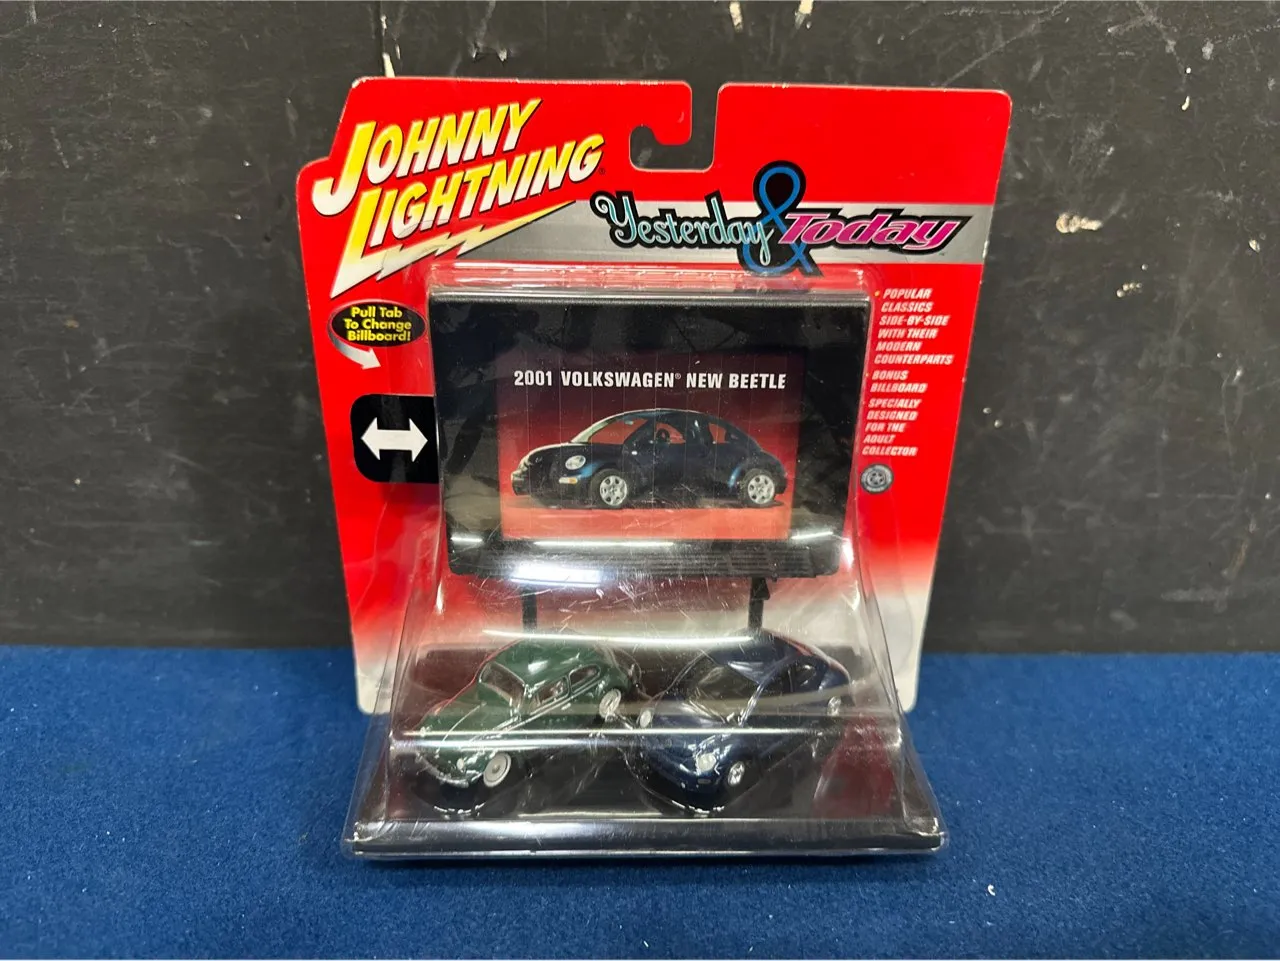 JOHNNY
LIGHTNING
Yesterday & Today
Pull Tab
To Change
Billboard!
2001 VOLKSWAGEN® NEW BEETLE
POPULAR
CLASSICS
SIDE-BY-SIDE
WITH THEIR
MODERN
COUNTERPARTS
BONUS
BILLBOARD
SPECIALLY
DESIGNED
FOR THE
ADULT
COLLECTOR